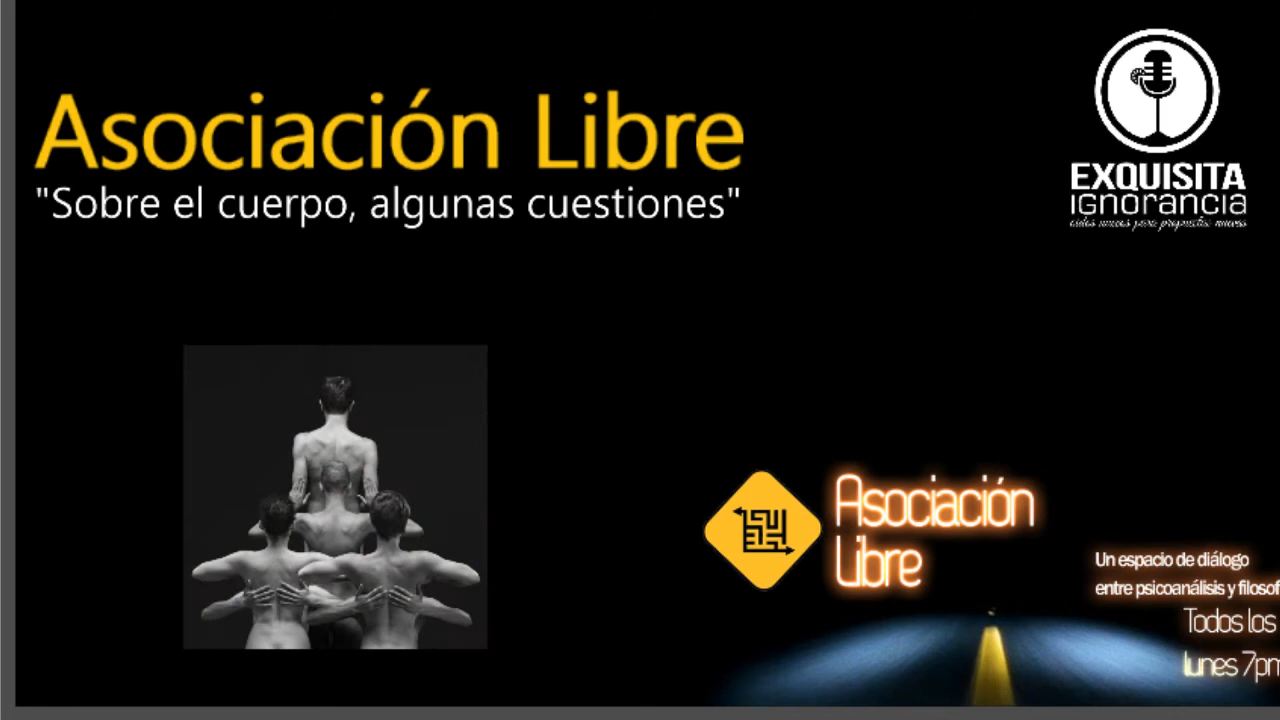 Asociación Libre
"Sobre el cuerpo, algunas cuestiones"
EXQUISITA
ignorancia
Asociación
Libre
Un espacio de diálogo
entre psicoanálisis y filosof
Todos los
lunes 7pm